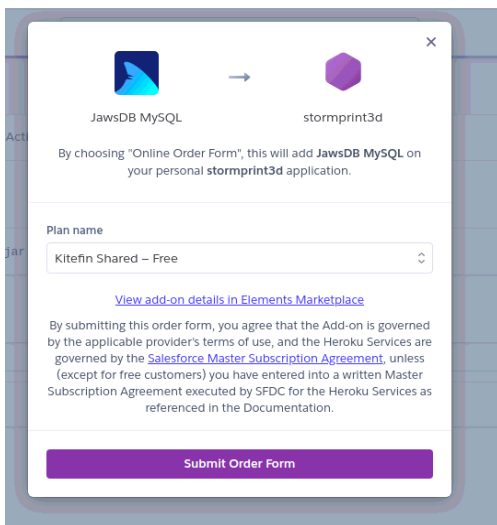 JawsDB MySQL
stormprint3d
By choosing "Online Order Form", this will add JawsDB MySQL on
your personal stormprint3d application.
Acti
Plan name
jar
Kitefin Shared – Free
View add-on details in Elements Marketplace
By submitting this order form, you agree that the Add-on is governed
by the applicable provider's terms of use, and the Heroku Services are
governed by the Salesforce Master Subscription Agreement, unless
(except for free customers) you have entered into a written Master
Subscription Agreement executed by SFDC for the Heroku Services as
referenced in the Documentation.
Submit Order Form